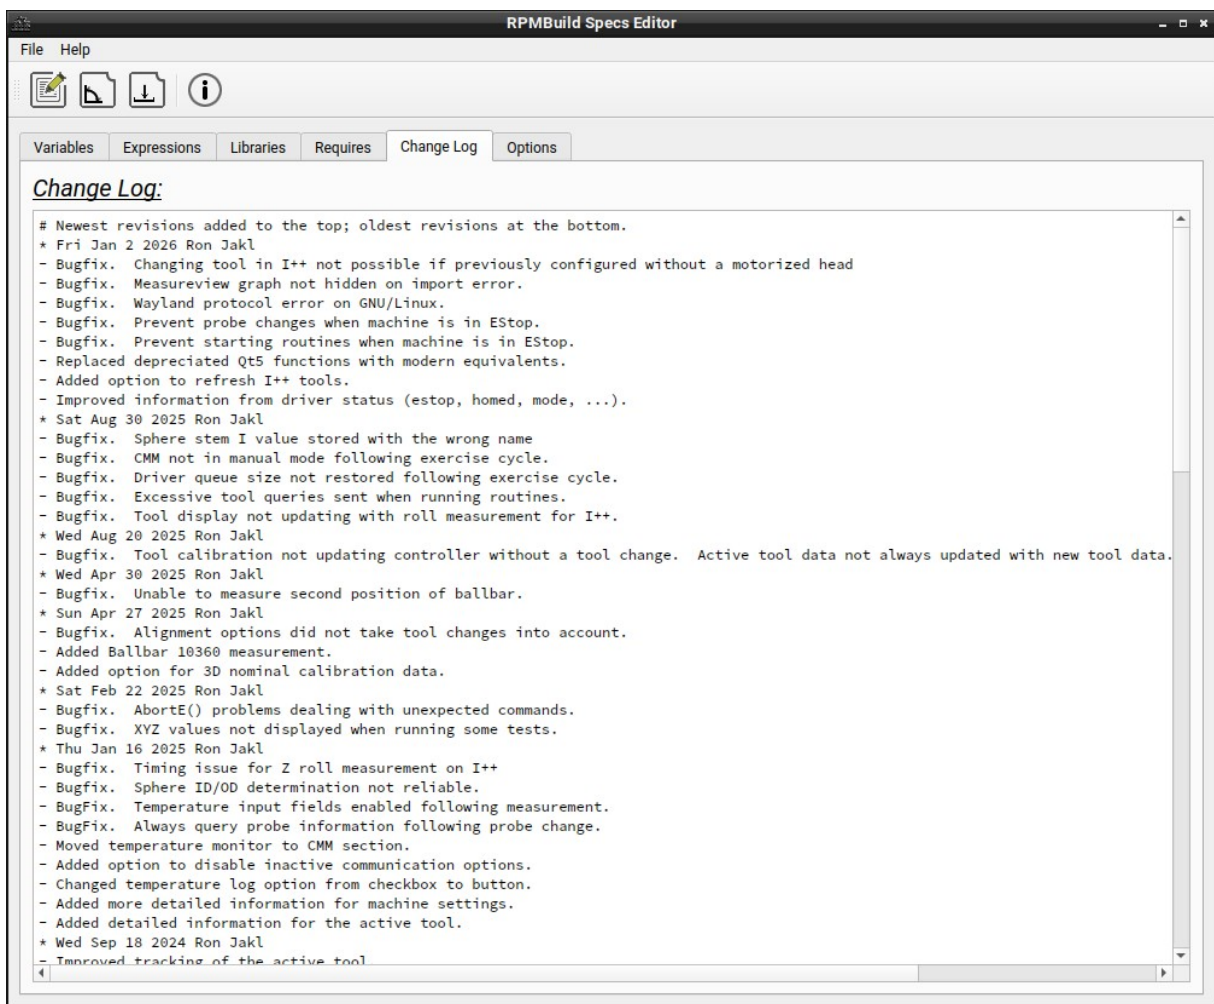 RPMBuild Specs Editor
File Help
Variables Expressions Libraries Requires Change Log Options
Change Log:
# Newest revisions added to the top; oldest revisions at the bottom.
* Fri Jan 2 2026 Ron Jakl
- Bugfix.  Changing tool in I++ not possible if previously configured without a motorized head
- Bugfix.  Measureview graph not hidden on import error.
- Bugfix.  Wayland protocol error on GNU/Linux.
- Bugfix.  Prevent probe changes when machine is in EStop.
- Bugfix.  Prevent starting routines when machine is in EStop.
- Replaced depreciated Qt5 functions with modern equivalents.
- Added option to refresh I++ tools.
- Improved information from driver status (estop, homed, mode, ...).
* Sat Aug 30 2025 Ron Jakl
- Bugfix.  Sphere stem I value stored with the wrong name
- Bugfix.  CMM not in manual mode following exercise cycle.
- Bugfix.  Driver queue size not restored following exercise cycle.
- Bugfix.  Excessive tool queries sent when running routines.
- Bugfix.  Tool display not updating with roll measurement for I++.
* Wed Aug 20 2025 Ron Jakl
- Bugfix.  Tool calibration not updating controller without a tool change.  Active tool data not always updated with new tool data.
* Wed Apr 30 2025 Ron Jakl
- Bugfix.  Unable to measure second position of ballbar.
* Sun Apr 27 2025 Ron Jakl
- Bugfix.  Alignment options did not take tool changes into account.
- Added Ballbar 10360 measurement.
- Added option for 3D nominal calibration data.
* Sat Feb 22 2025 Ron Jakl
- Bugfix.  AbortE() problems dealing with unexpected commands.
- Bugfix.  XYZ values not displayed when running some tests.
* Thu Jan 16 2025 Ron Jakl
- Bugfix.  Timing issue for Z roll measurement on I++
- Bugfix.  Sphere ID/OD determination not reliable.
- BugFix.  Temperature input fields enabled following measurement.
- BugFix.  Always query probe information following probe change.
- Moved temperature monitor to CMM section.
- Added option to disable inactive communication options.
- Changed temperature log option from checkbox to button.
- Added more detailed information for machine settings.
- Added detailed information for the active tool.
* Wed Sep 18 2024 Ron Jakl
- Improved tracking of the active tool.